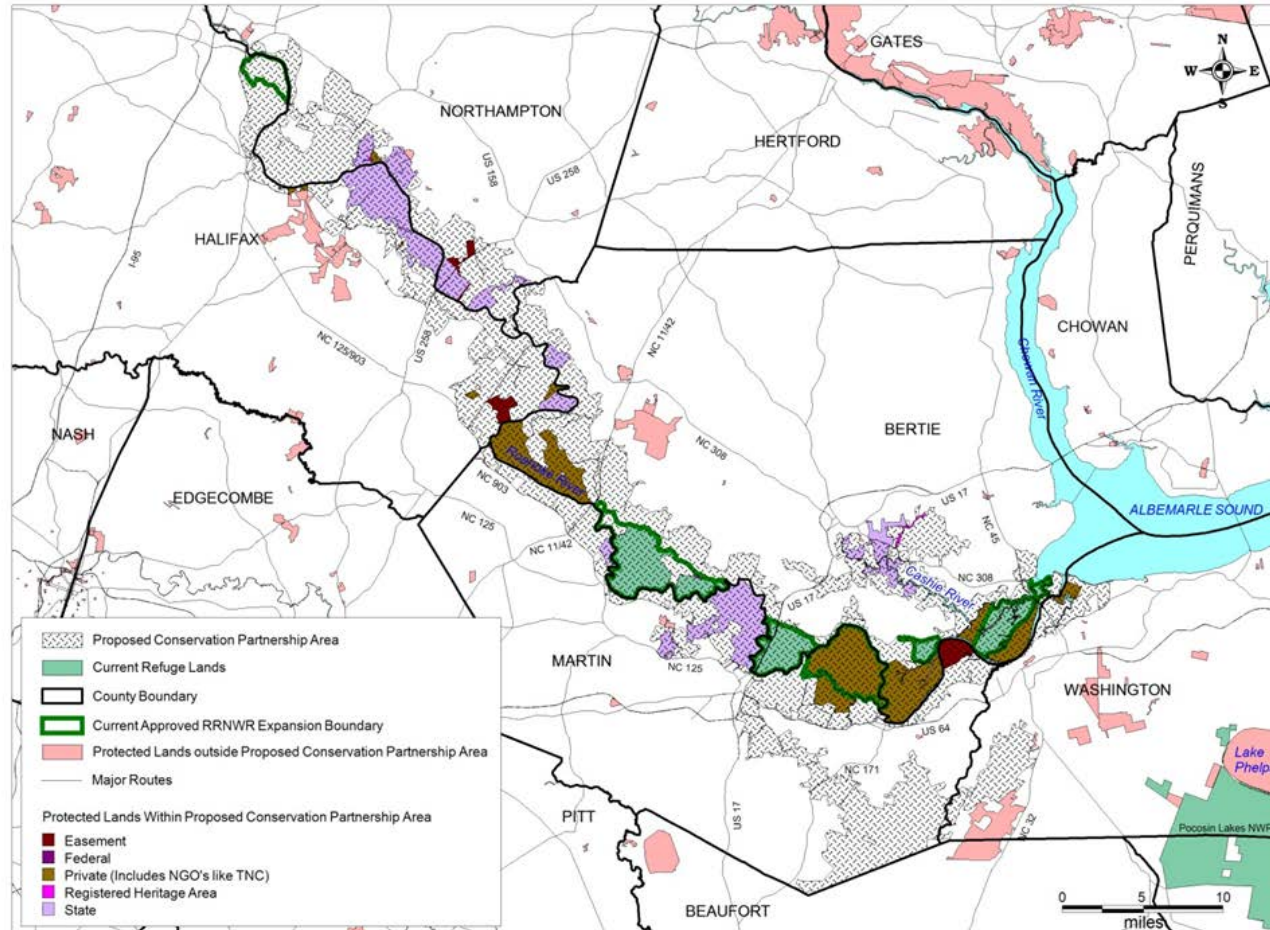 GATES
N
W E
S
NORTHAMPTON
HERTFORD
US 158
US 258
PERQUIMANS
HALIFAX
I-95
CHOWAN
NC 125/903
US 258
NC 11/42
Chowan River
NASH
BERTIE
NC 308
Roanoke River
EDGECOMBE
NC 903
US 17
NC 45
ALBEMARLE SOUND
NC 125
NC 11/42
Cashie River
NC 308
US 17
MARTIN
NC 125
WASHINGTON
US 64
Lake
Phelp
NC 171
PITT
US 17
NC 32
Pocosin Lakes NWR
BEAUFORT
0 5 10
miles
Proposed Conservation Partnership Area
Current Refuge Lands
County Boundary
Current Approved RRNWR Expansion Boundary
Protected Lands outside Proposed Conservation Partnership Area
Major Routes
Protected Lands Within Proposed Conservation Partnership Area
Easement
Federal
Private (Includes NGO's like TNC)
Registered Heritage Area
State